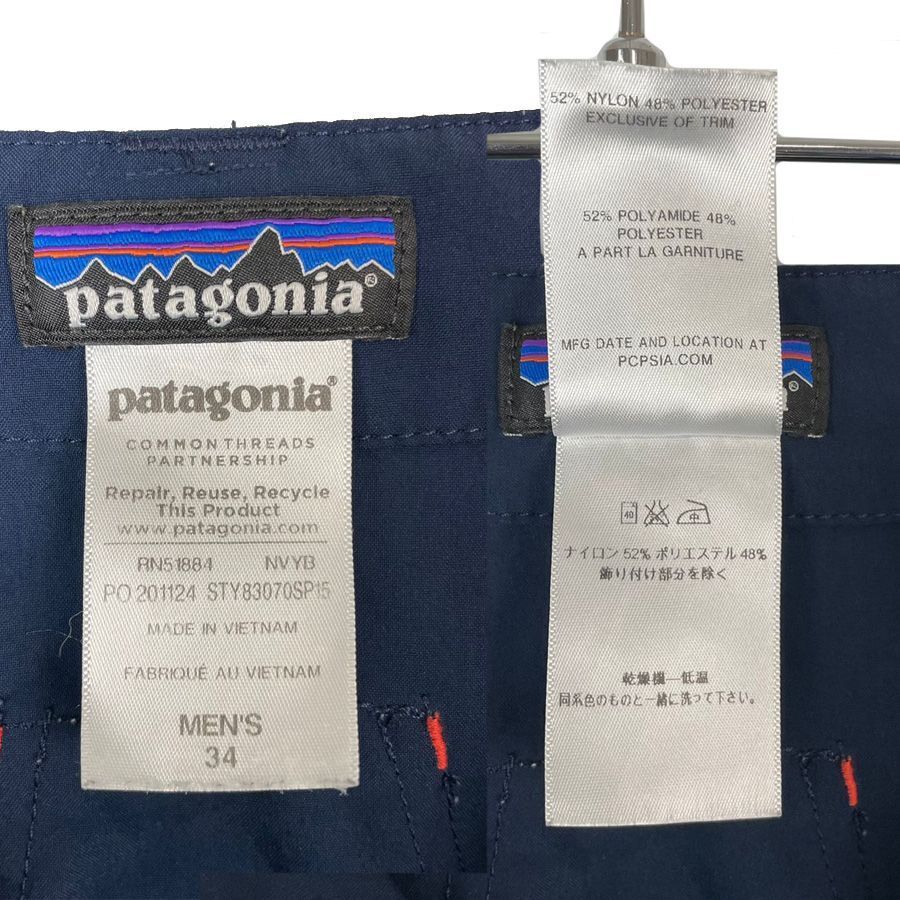 patagonia®
patagonia®
COMMON THREADS
PARTNERSHIP
Repair, Reuse, Recycle
This Product
www.patagonia.com
RN51884 NVYB
PO 201124 STY83070SP15
MADE IN VIETNAM
FABRIQUÉ AU VIETNAM
MEN'S
34
52% NYLON 48% POLYESTER
EXCLUSIVE OF TRIM
52% POLYAMIDE 48%
POLYESTER
A PART LA GARNITURE
MFG DATE AND LOCATION AT
PCPSIA.COM
40 中
ナイロン 52% ポリエステル 48%
飾り付け部分を除く
乾燥機—低温
同系色のものと一緒に洗って下さい。